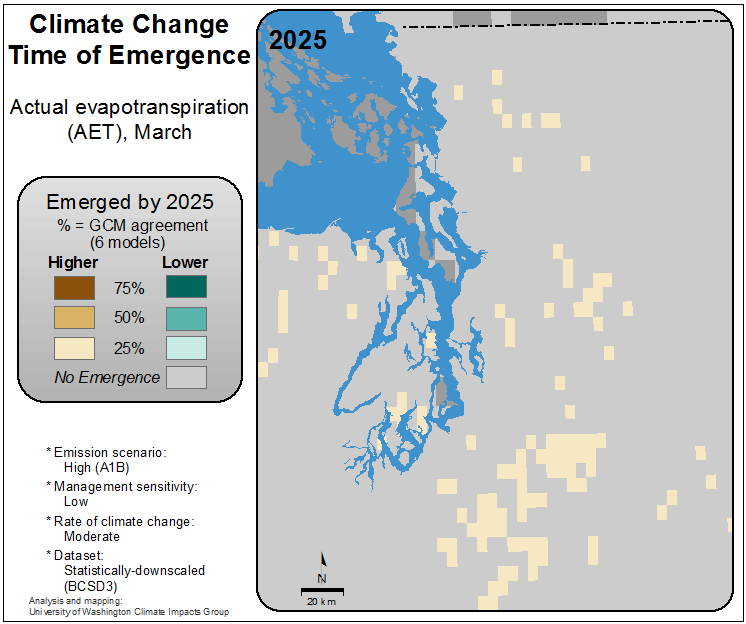 Climate Change
Time of Emergence
Actual evapotranspiration
(AET), March
Emerged by 2025
% = GCM agreement
(6 models)
Higher Lower
75%
50%
25%
No Emergence
* Emission scenario:
High (A1B)
* Management sensitivity:
Low
* Rate of climate change:
Moderate
* Dataset:
Statistically-downscaled
(BCSD3)
Analysis and mapping:
University of Washington Climate Impacts Group
2025
N
20 km